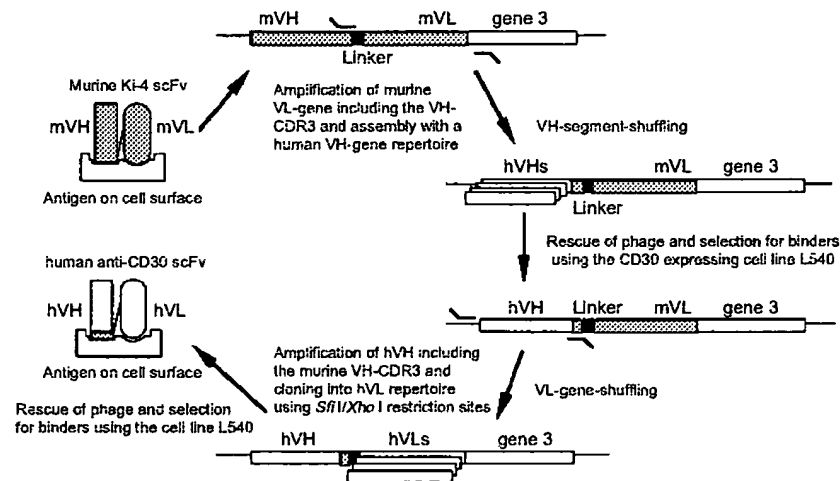 mVH mVL gene 3
Linker
Murine Ki-4 scFv
mVH mVL
Antigen on cell surface
Amplification of murine
VL-gene including the VH-
CDR3 and assembly with a
human VH-gene repertoire
VH-segment-shuffling
hVHs mVL gene 3
Linker
Rescue of phage and selection for binders
using the CD30 expressing cell line L540
hVH Linker mVL gene 3
human anti-CD30 scFv
hVH hVL
Antigen on cell surface
Amplification of hVH including
the murine VH-CDR3 and
cloning into hVL repertoire
using Sfi I/Xho I restriction sites
VL-gene-shuffling
Rescue of phage and selection
for binders using the cell line L540
hVH hVLs gene 3